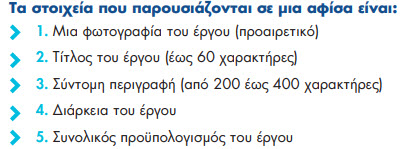 Τα στοιχεία που παρουσιάζονται σε μια αφίσα είναι:
1. Μια φωτογραφία του έργου (προαιρετικό)
2. Τίτλος του έργου (έως 60 χαρακτήρες)
3. Σύντομη περιγραφή (από 200 έως 400 χαρακτήρες)
4. Διάρκεια του έργου
5. Συνολικός προϋπολογισμός του έργου